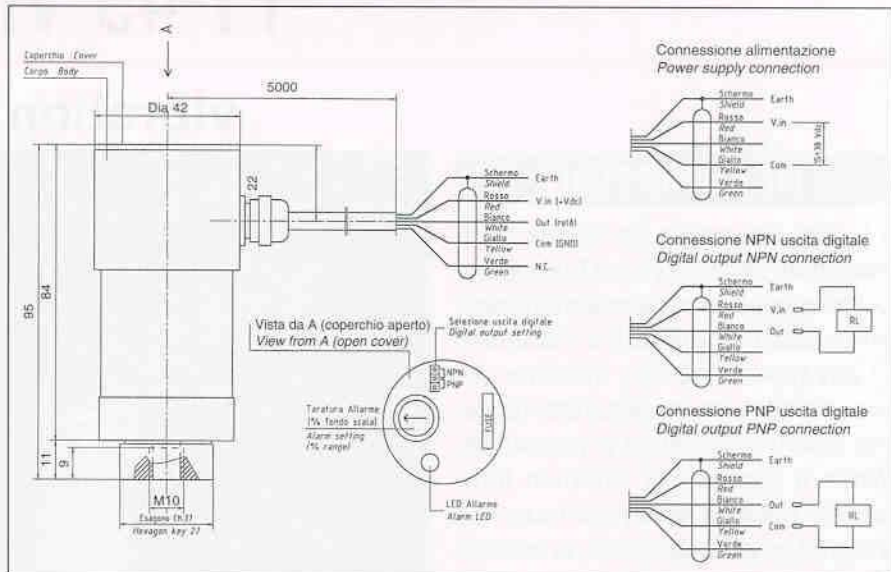 A
Coperchio Cover
Corpo Body
5000
Dia 42
22
95
84
11
9
M10
Hexagon key 27
Schermo
Shield
Earth
Rosso
Red
V.in (+Vdc)
Bianco
White
Out
Giallo
Yellow
Com (GND)
Verde
Green
N.C.
Vista da A (coperchio aperto)
View from A (open cover)
Selezione uscita digitale
Digital output setting
NPN
PNP
Taratura Allarme
(% fondo scala)
Alarm setting
(% range)
FUSE
LED Allarme
Alarm LED
Connessione alimentazione
Power supply connection
Schermo
Shield
Earth
Rosso
Red
V.in
Bianco
White
Giallo
Yellow
Com
Verde
Green
15÷30 Vdc
Connessione NPN uscita digitale
Digital output NPN connection
Schermo
Shield
Earth
Rosso
Red
V.in
Bianco
White
Out
Giallo
Yellow
Verde
Green
RL
Connessione PNP uscita digitale
Digital output PNP connection
Schermo
Shield
Earth
Rosso
Red
Bianco
White
Out
Giallo
Yellow
Com
Verde
Green
RL